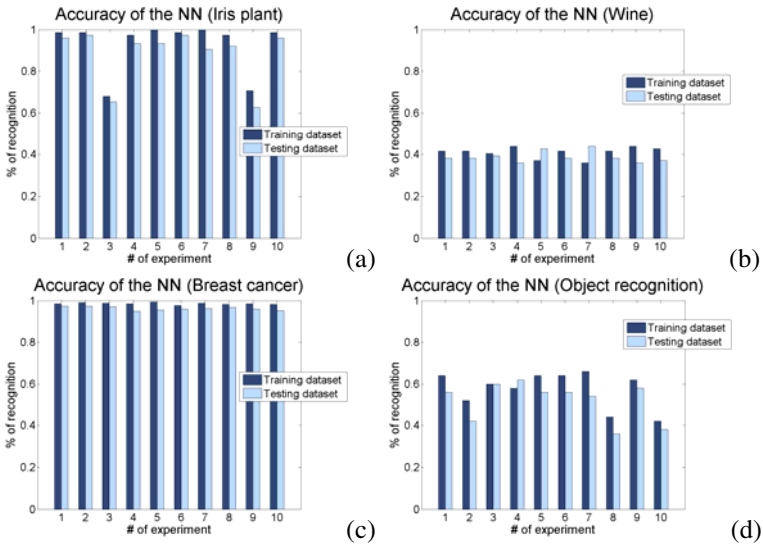 Accuracy of the NN (Iris plant)
% of recognition
1
0.8
0.6
0.4
0.2
0
Training dataset
Testing dataset
1 2 3 4 5 6 7 8 9 10
# of experiment
(a)
Accuracy of the NN (Wine)
% of recognition
1
0.8
0.6
0.4
0.2
0
Training dataset
Testing dataset
1 2 3 4 5 6 7 8 9 10
# of experiment
(b)
Accuracy of the NN (Breast cancer)
% of recognition
1
0.8
0.6
0.4
0.2
0
Training dataset
Testing dataset
1 2 3 4 5 6 7 8 9 10
# of experiment
(c)
Accuracy of the NN (Object recognition)
% of recognition
1
0.8
0.6
0.4
0.2
0
Training dataset
Testing dataset
1 2 3 4 5 6 7 8 9 10
# of experiment
(d)